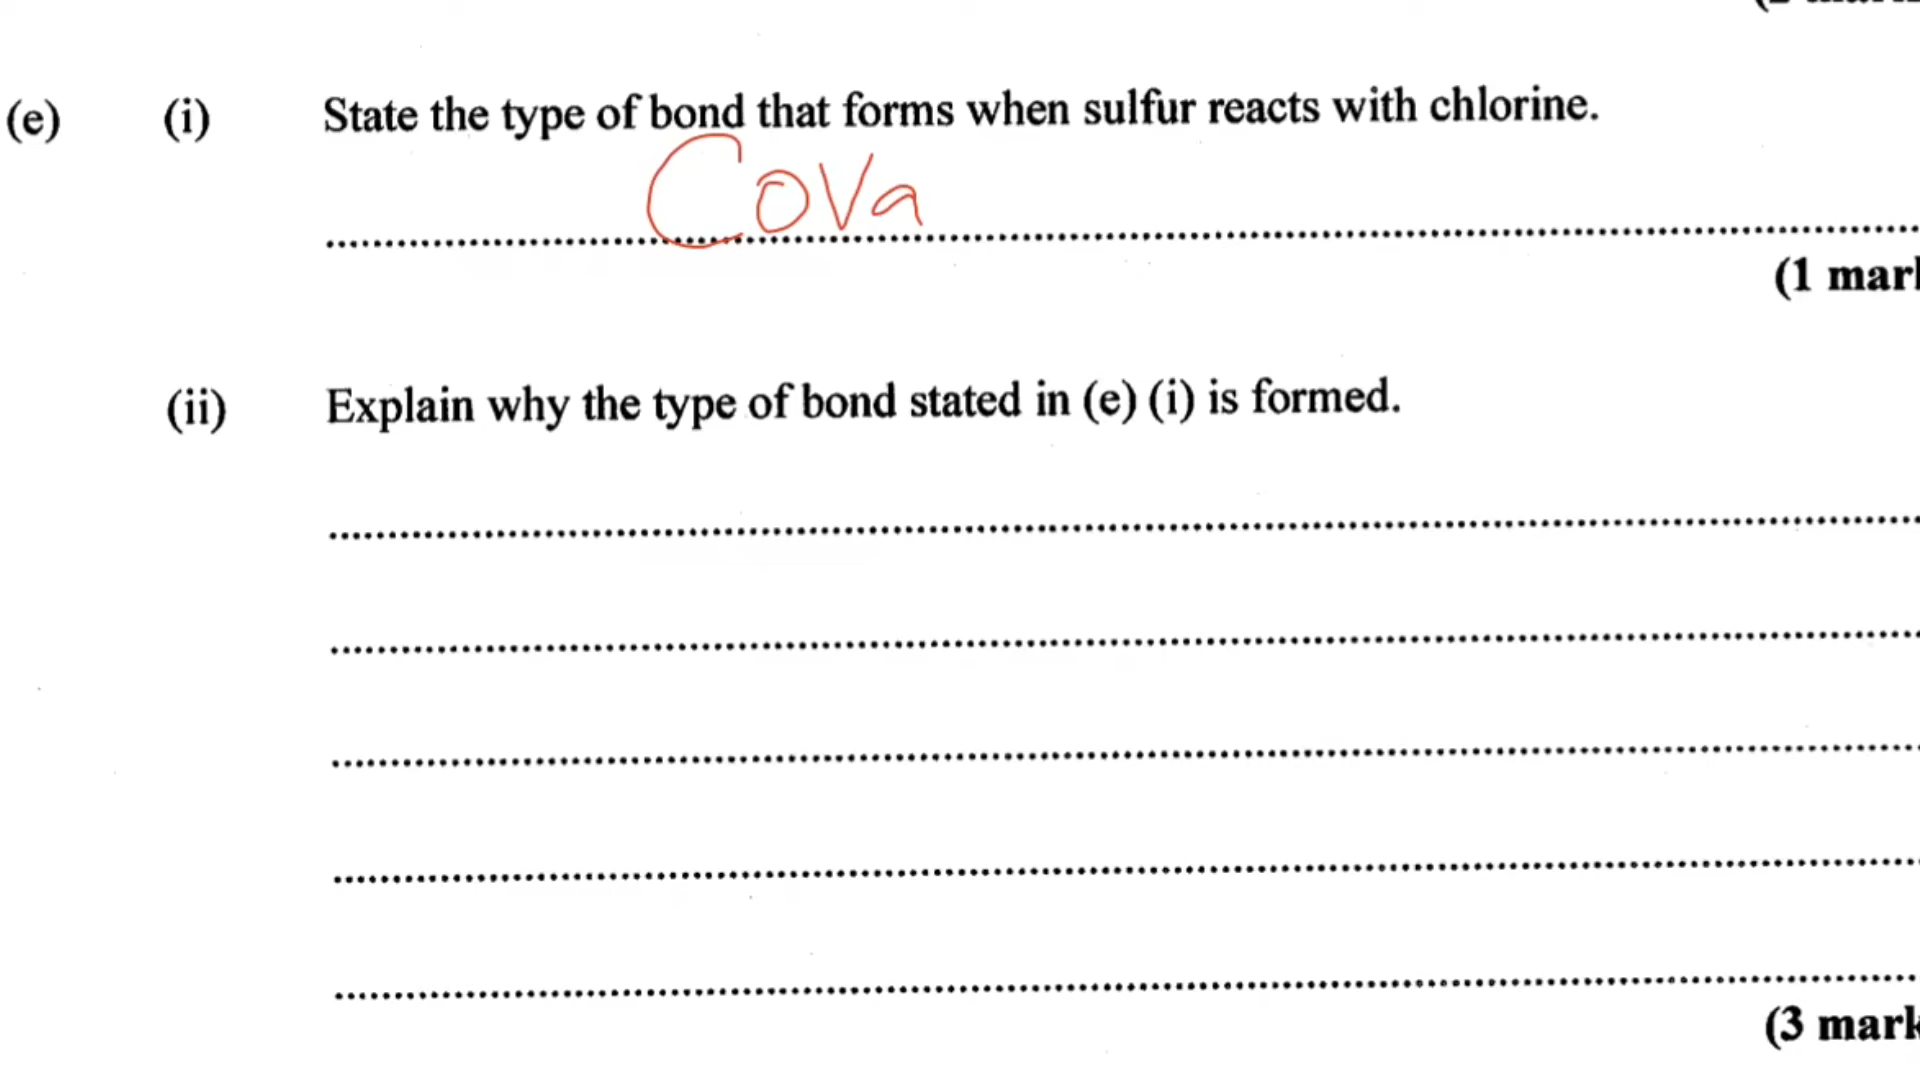 (e) (i) State the type of bond that forms when sulfur reacts with chlorine.
Cova
(1 mark
(ii) Explain why the type of bond stated in (e) (i) is formed.
(3 mark